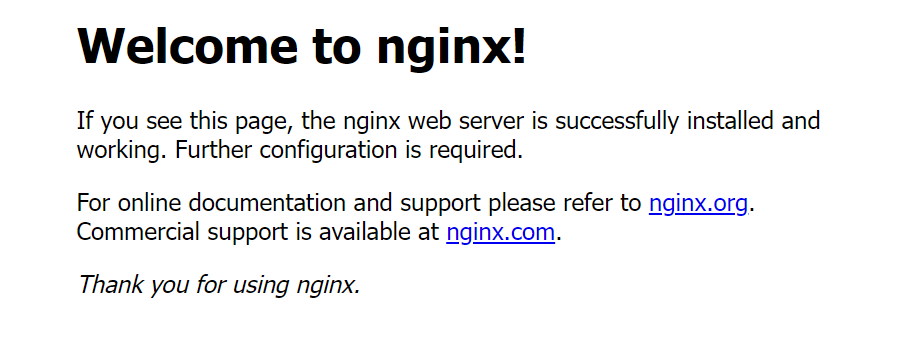 Welcome to nginx!
If you see this page, the nginx web server is successfully installed and
working. Further configuration is required.
For online documentation and support please refer to nginx.org.
Commercial support is available at nginx.com.
Thank you for using nginx.